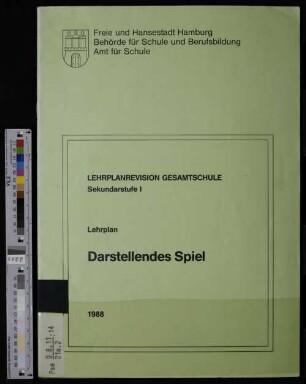 Freie und Hansestadt Hamburg
Behörde für Schule und Berufsbildung
Amt für Schule
LEHRPLANREVISION GESAMTSCHULE
Sekundarstufe I
Lehrplan
Darstellendes Spiel
1988